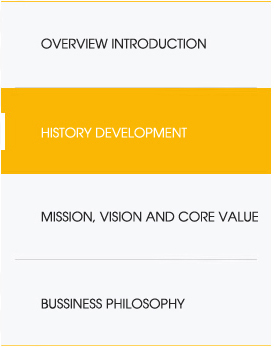 OVERVIEW INTRODUCTION
HISTORY DEVELOPMENT
MISSION, VISION AND CORE VALUE
BUSSINESS PHILOSOPHY